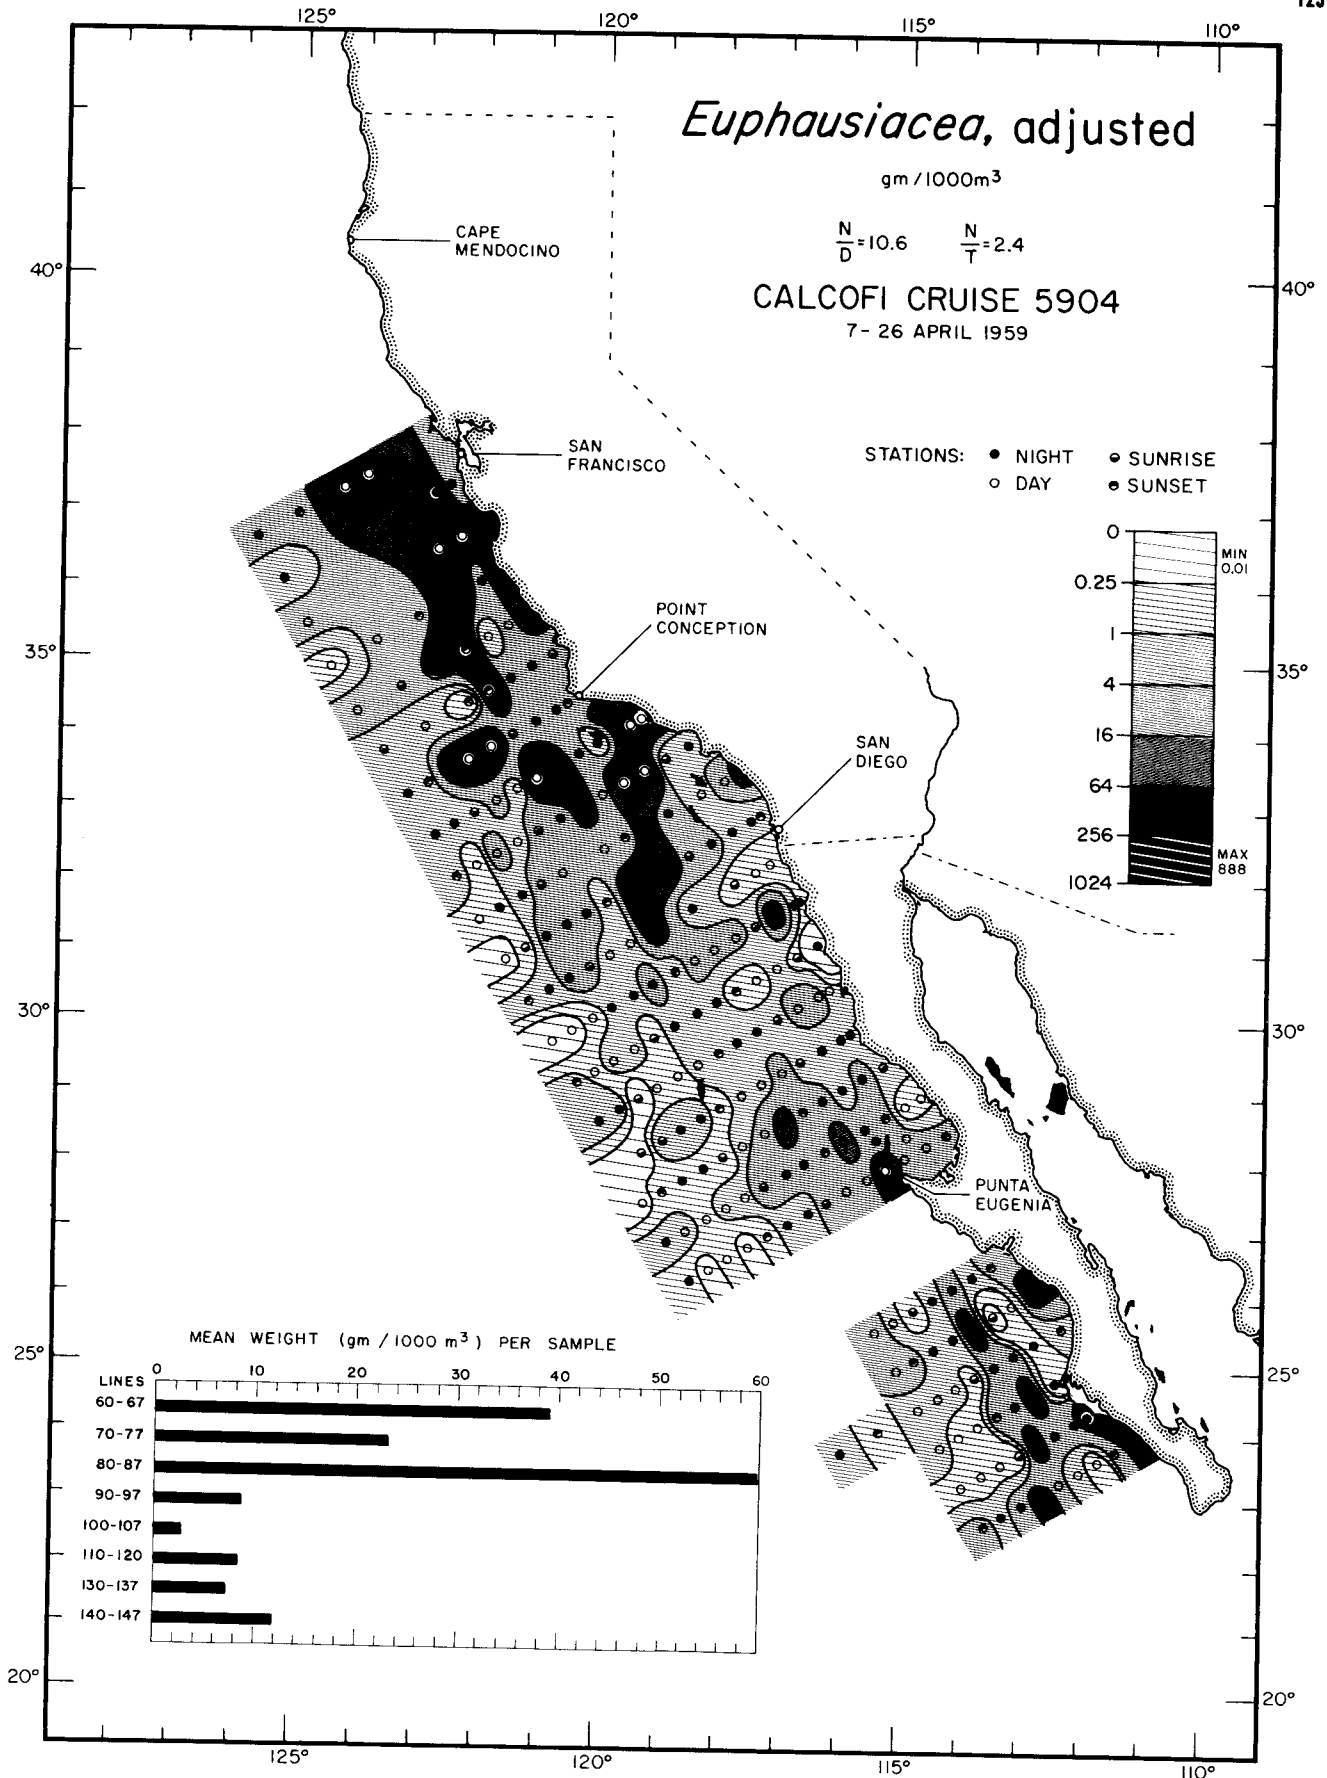 125° 120° 115° 110°
Euphausiacea, adjusted
gm/1000m³
N/D=10.6 N/T=2.4
CALCOFI CRUISE 5904
7-26 APRIL 1959
CAPE
MENDOCINO
40° 40°
SAN
FRANCISCO
STATIONS: NIGHT SUNRISE
DAY SUNSET
0
MIN
0.01
0.25
1
4
16
64
256
MAX
888
1024
POINT
CONCEPTION
35° 35°
SAN
DIEGO
30° 30°
PUNTA
EUGENIA
25° 25°
MEAN WEIGHT (gm / 1000 m³) PER SAMPLE
LINES 0 10 20 30 40 50 60
60-67
70-77
80-87
90-97
100-107
110-120
130-137
140-147
20° 20°
125° 120° 115° 110°